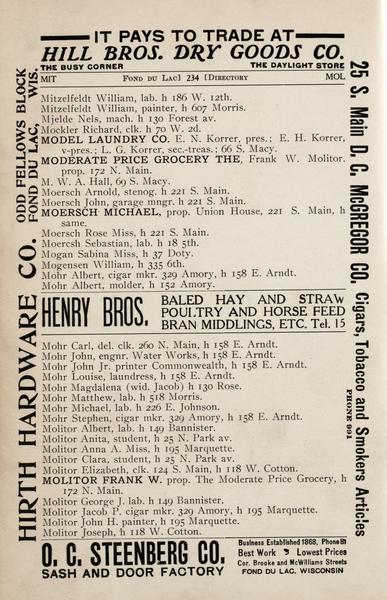 IT PAYS TO TRADE AT
HILL BROS. DRY GOODS CO.
THE BUSY CORNER THE DAYLIGHT STORE
MIT FOND DU LAC] 234 [DIRECTORY MOL
Mitzelfeldt William, lab. h 186 W. 12th.
Mitzelfeldt William, painter, h 607 Morris.
Mjelde Nels, mach. h 130 Forest av.
Mockler Richard, clk. h 70 W. 2d.
MODEL LAUNDRY CO. E. N. Korrer, pres.; E. H. Korrer,
v-pres.; L. G. Korrer, sec.-treas.; 66 S. Macy.
MODERATE PRICE GROCERY THE, Frank W. Molitor.
prop. 172 N. Main.
M. W. A. Hall, 69 S. Macy.
Moersch Arnold, stenog. h 221 S. Main.
Moersch John, garage mngr. h 221 S. Main.
MOERSCH MICHAEL, prop. Union House, 221 S. Main, h
same.
Moersch Rose Miss, h 221 S. Main.
Moercsh Sebastian, lab. h 18 5th.
Mogan Sabina Miss, h 37 Doty.
Mogensen William, h 335 6th.
Mohr Albert, cigar mkr. 329 Amory, h 158 E. Arndt.
Mohr Albert, molder, h 152 Amory.
HENRY BROS.
BALED HAY AND STRAW
POULTRY AND HORSE FEED
BRAN MIDDLINGS, ETC. Tel. 15
Mohr Carl, del. clk. 260 N. Main, h 158 E. Arndt.
Mohr John, engnr. Water Works, h 158 E. Arndt.
Mohr John Jr. printer Commonwealth, h 158 E. Arndt.
Mohr Louise, laundress, h 158 E. Arndt.
Mohr Magdalena (wid. Jacob) h 130 Rose.
Mohr Matthew, lab. h 518 Morris.
Mohr Michael, lab. h 226 E. Johnson.
Mohr Stephen, cigar mkr. 329 Amory, h 158 E. Arndt.
Molitor Albert, lab. h 149 Bannister.
Molitor Anita, student, h 25 N. Park av.
Molitor Anna A. Miss, h 195 Marquette.
Molitor Clara, student, h 25 N. Park av.
Molitor Elizabeth, clk. 124 S. Main, h 118 W. Cotton.
MOLITOR FRANK W. prop. The Moderate Price Grocery, h
172 N. Main.
Molitor George J. lab. h 149 Bannister.
Molitor Jacob P. cigar mkr. 329 Amory, h 195 Marquette.
Molitor John H. painter, h 195 Marquette.
Molitor Joseph, h 118 W. Cotton.
O. C. STEENBERG CO.
SASH AND DOOR FACTORY
Business Established 1868, Phone 81
Best Work Lowest Prices
Cor. Brooke and McWilliams Streets
FOND DU LAC, WISCONSIN
HIRTH HARDWARE CO.
ODD FELLOWS BLOCK
FOND DU LAC, WIS.
25 S. Main D. C. McGREGOR CO. Cigars, Tobacco and Smokers Articles
PHONE 991